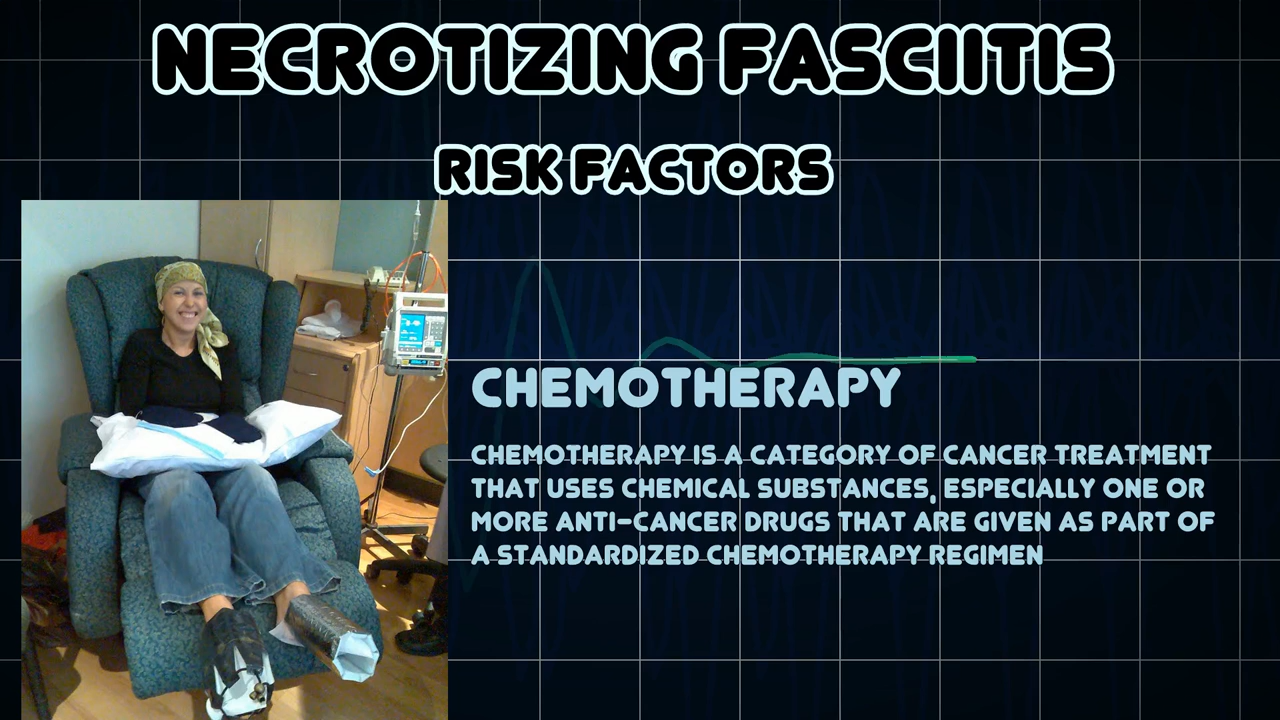 NECROTIZING FASCIITIS
RISK FACTORS
CHEMOTHERAPY
CHEMOTHERAPY IS A CATEGORY OF CANCER TREATMENT
THAT USES CHEMICAL SUBSTANCES, ESPECIALLY ONE OR
MORE ANTI-CANCER DRUGS THAT ARE GIVEN AS PART OF
A STANDARDIZED CHEMOTHERAPY REGIMEN